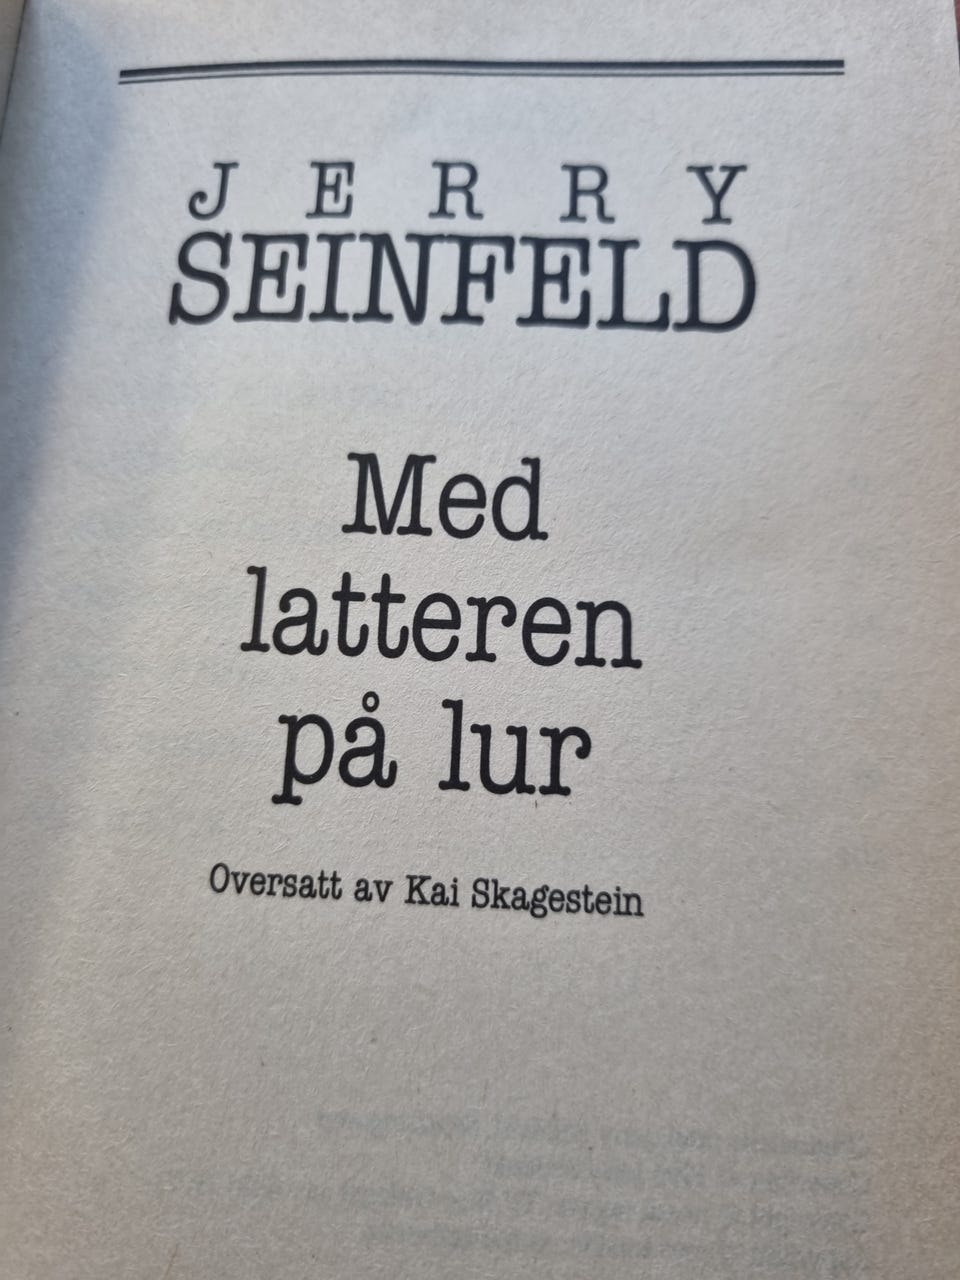 JERRY
SEINFELD
Med
latteren
på lur
Oversatt av Kai Skagestein